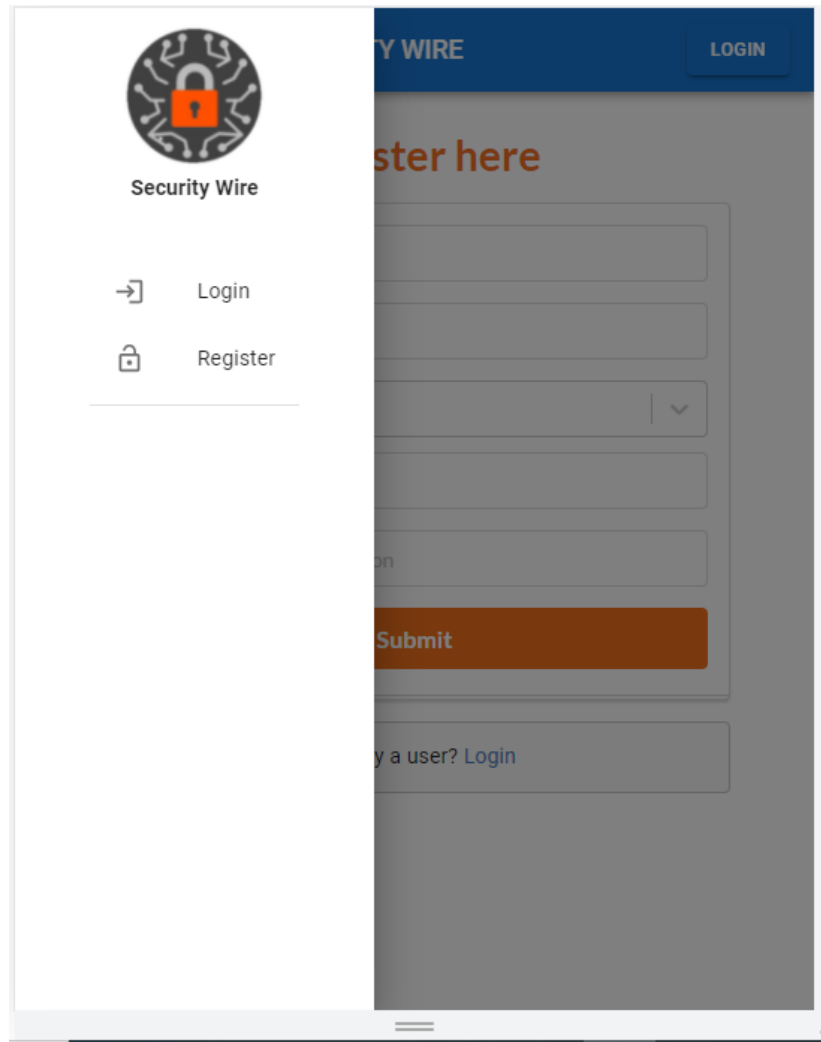 Security Wire
Login
Register
Y WIRE
LOGIN
ster here
on
Submit
y a user? Login